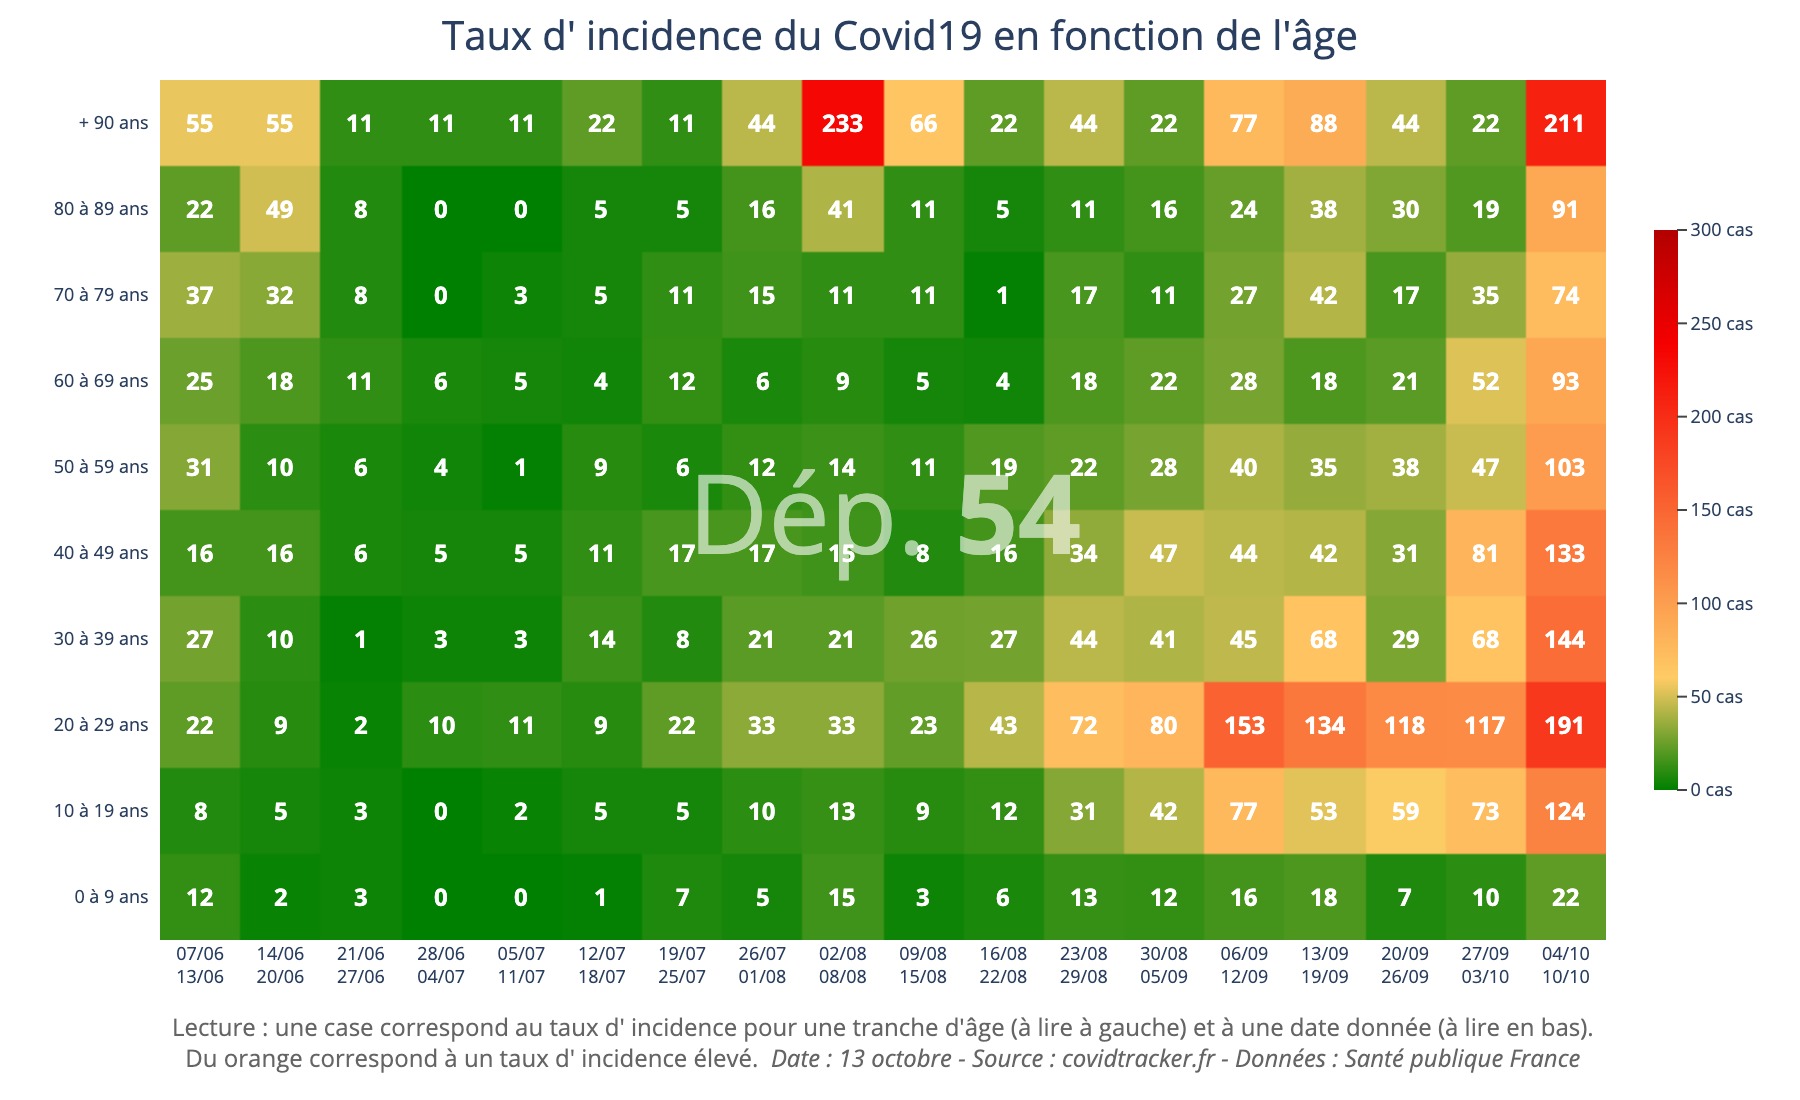 Taux d' incidence du Covid19 en fonction de l'âge
+ 90 ans 55 55 11 11 11 22 11 44 233 66 22 44 22 77 88 44 22 211
80 à 89 ans 22 49 8 0 0 5 5 16 41 11 5 11 16 24 38 30 19 91
70 à 79 ans 37 32 8 0 3 5 11 15 11 11 1 17 11 27 42 17 35 74
60 à 69 ans 25 18 11 6 5 4 12 6 9 5 4 18 22 28 18 21 52 93
50 à 59 ans 31 10 6 4 1 9 6 12 14 11 19 22 28 40 35 38 47 103
Dép. 54
40 à 49 ans 16 16 6 5 5 11 17 17 15 8 16 34 47 44 42 31 81 133
30 à 39 ans 27 10 1 3 3 14 8 21 21 26 27 44 41 45 68 29 68 144
20 à 29 ans 22 9 2 10 11 9 22 33 33 23 43 72 80 153 134 118 117 191
10 à 19 ans 8 5 3 0 2 5 5 10 13 9 12 31 42 77 53 59 73 124
0 à 9 ans 12 2 3 0 0 1 7 5 15 3 6 13 12 16 18 7 10 22
07/06 14/06 21/06 28/06 05/07 12/07 19/07 26/07 02/08 09/08 16/08 23/08 30/08 06/09 13/09 20/09 27/09 04/10
13/06 20/06 27/06 04/07 11/07 18/07 25/07 01/08 08/08 15/08 22/08 29/08 05/09 12/09 19/09 26/09 03/10 10/10
300 cas
250 cas
200 cas
150 cas
100 cas
50 cas
0 cas
Lecture : une case correspond au taux d' incidence pour une tranche d'âge (à lire à gauche) et à une date donnée (à lire en bas).
Du orange correspond à un taux d' incidence élevé. Date : 13 octobre - Source : covidtracker.fr - Données : Santé publique France